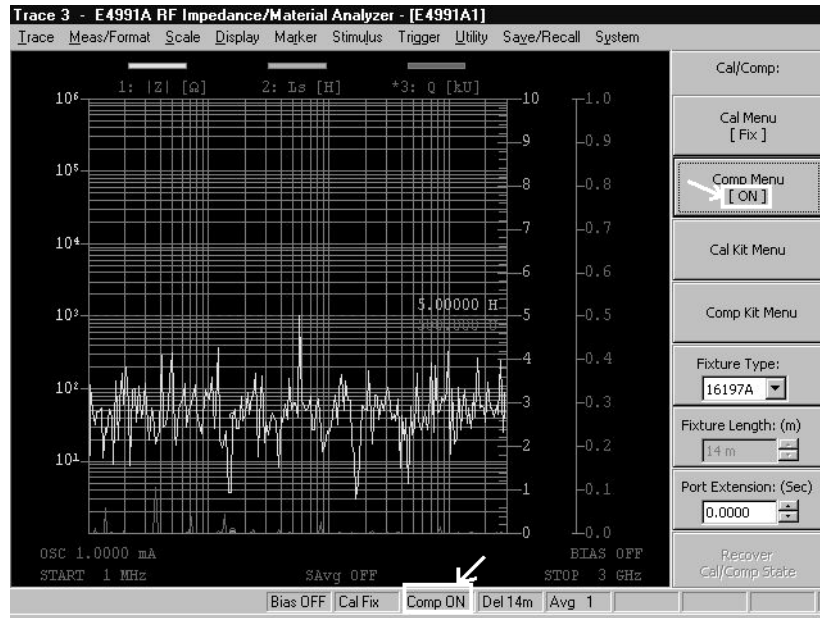 Trace 3 - E4991A RF Impedance/Material Analyzer - [E4991A1]
Trace Meas/Format Scale Display Marker Stimulus Trigger Utility Save/Recall System
1: |Z| [Ω] 2: Ls [H] *3: Q [kU]
10⁶ 10 1.0
9 0.9
10⁵ 8 0.8
7 0.7
10⁴ 6 0.6
5.00000 H
10³ 5 0.5
4 0.4
10² 3 0.3
2 0.2
10¹ 1 0.1
0 0.0
OSC 1.0000 mA BIAS OFF
START 1 MHz SAvg OFF STOP 3 GHz
Cal/Comp:
Cal Menu
[ Fix ]
Comp Menu
[ ON ]
Cal Kit Menu
Comp Kit Menu
Fixture Type:
16197A
Fixture Length: (m)
14 m
Port Extension: (Sec)
0.0000
Recover
Cal/Comp State
Bias OFF Cal Fix Comp ON Del 14m Avg 1